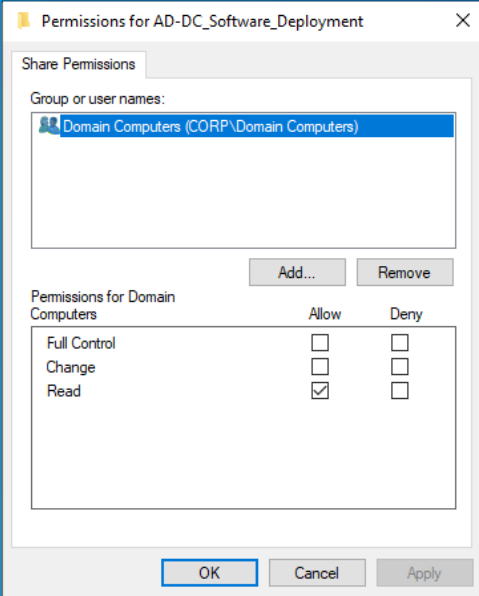 Permissions for AD-DC_Software_Deployment
Share Permissions
Group or user names:
Domain Computers (CORP\Domain Computers)
Add...
Remove
Permissions for Domain
Computers
Allow
Deny
Full Control
Change
Read
OK
Cancel
Apply